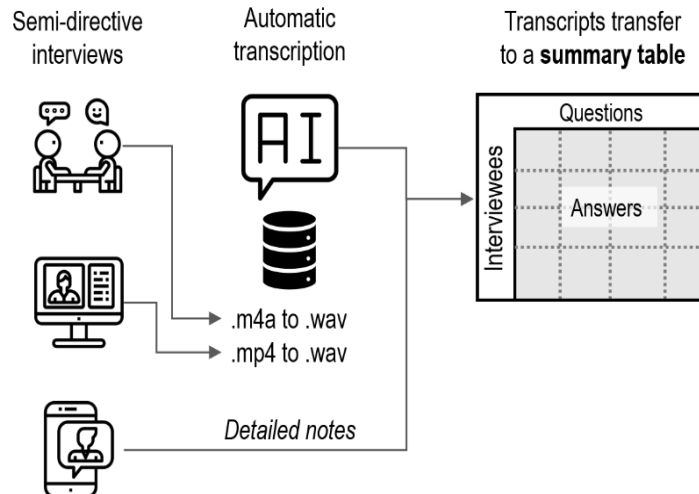 Semi-directive
interviews
Automatic
transcription
Transcripts transfer
to a summary table
AI
Questions
Interviewees
Answers
.m4a to .wav
.mp4 to .wav
Detailed notes